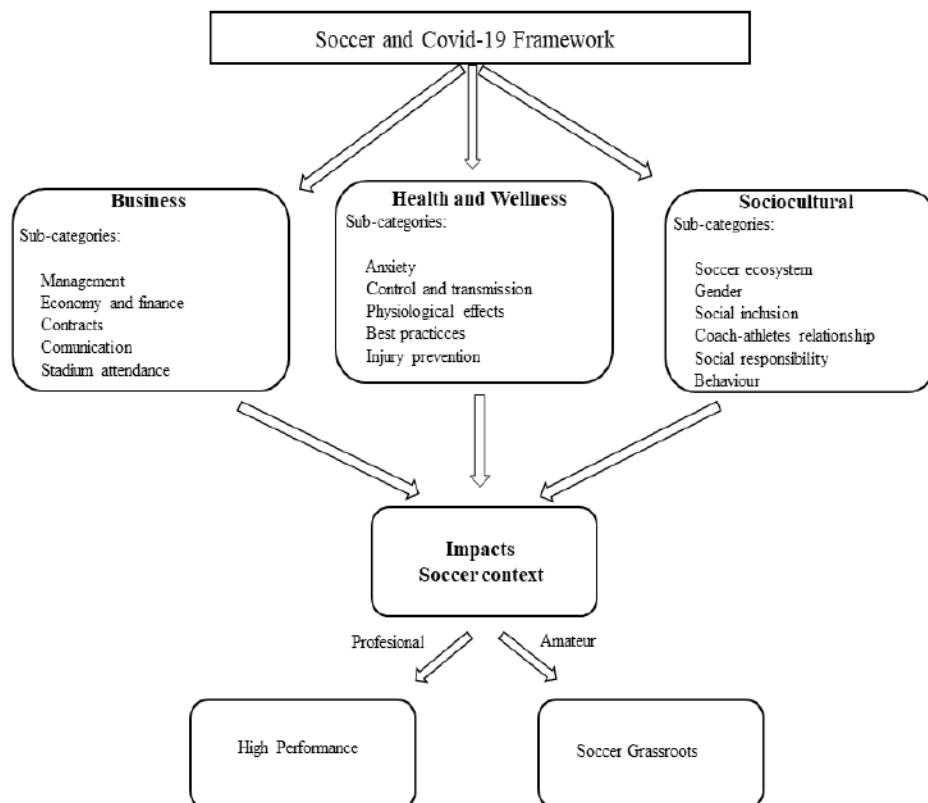 Soccer and Covid-19 Framework
Business
Sub-categories:
Management
Economy and finance
Contracts
Comunication
Stadium attendance
Health and Wellness
Sub-categories:
Anxiety
Control and transmission
Physiological effects
Best practicces
Injury prevention
Sociocultural
Sub-categories:
Soccer ecosystem
Gender
Social inclusion
Coach-athletes relationship
Social responsibility
Behaviour
Impacts
Soccer context
Profesional
Amateur
High Performance
Soccer Grassroots